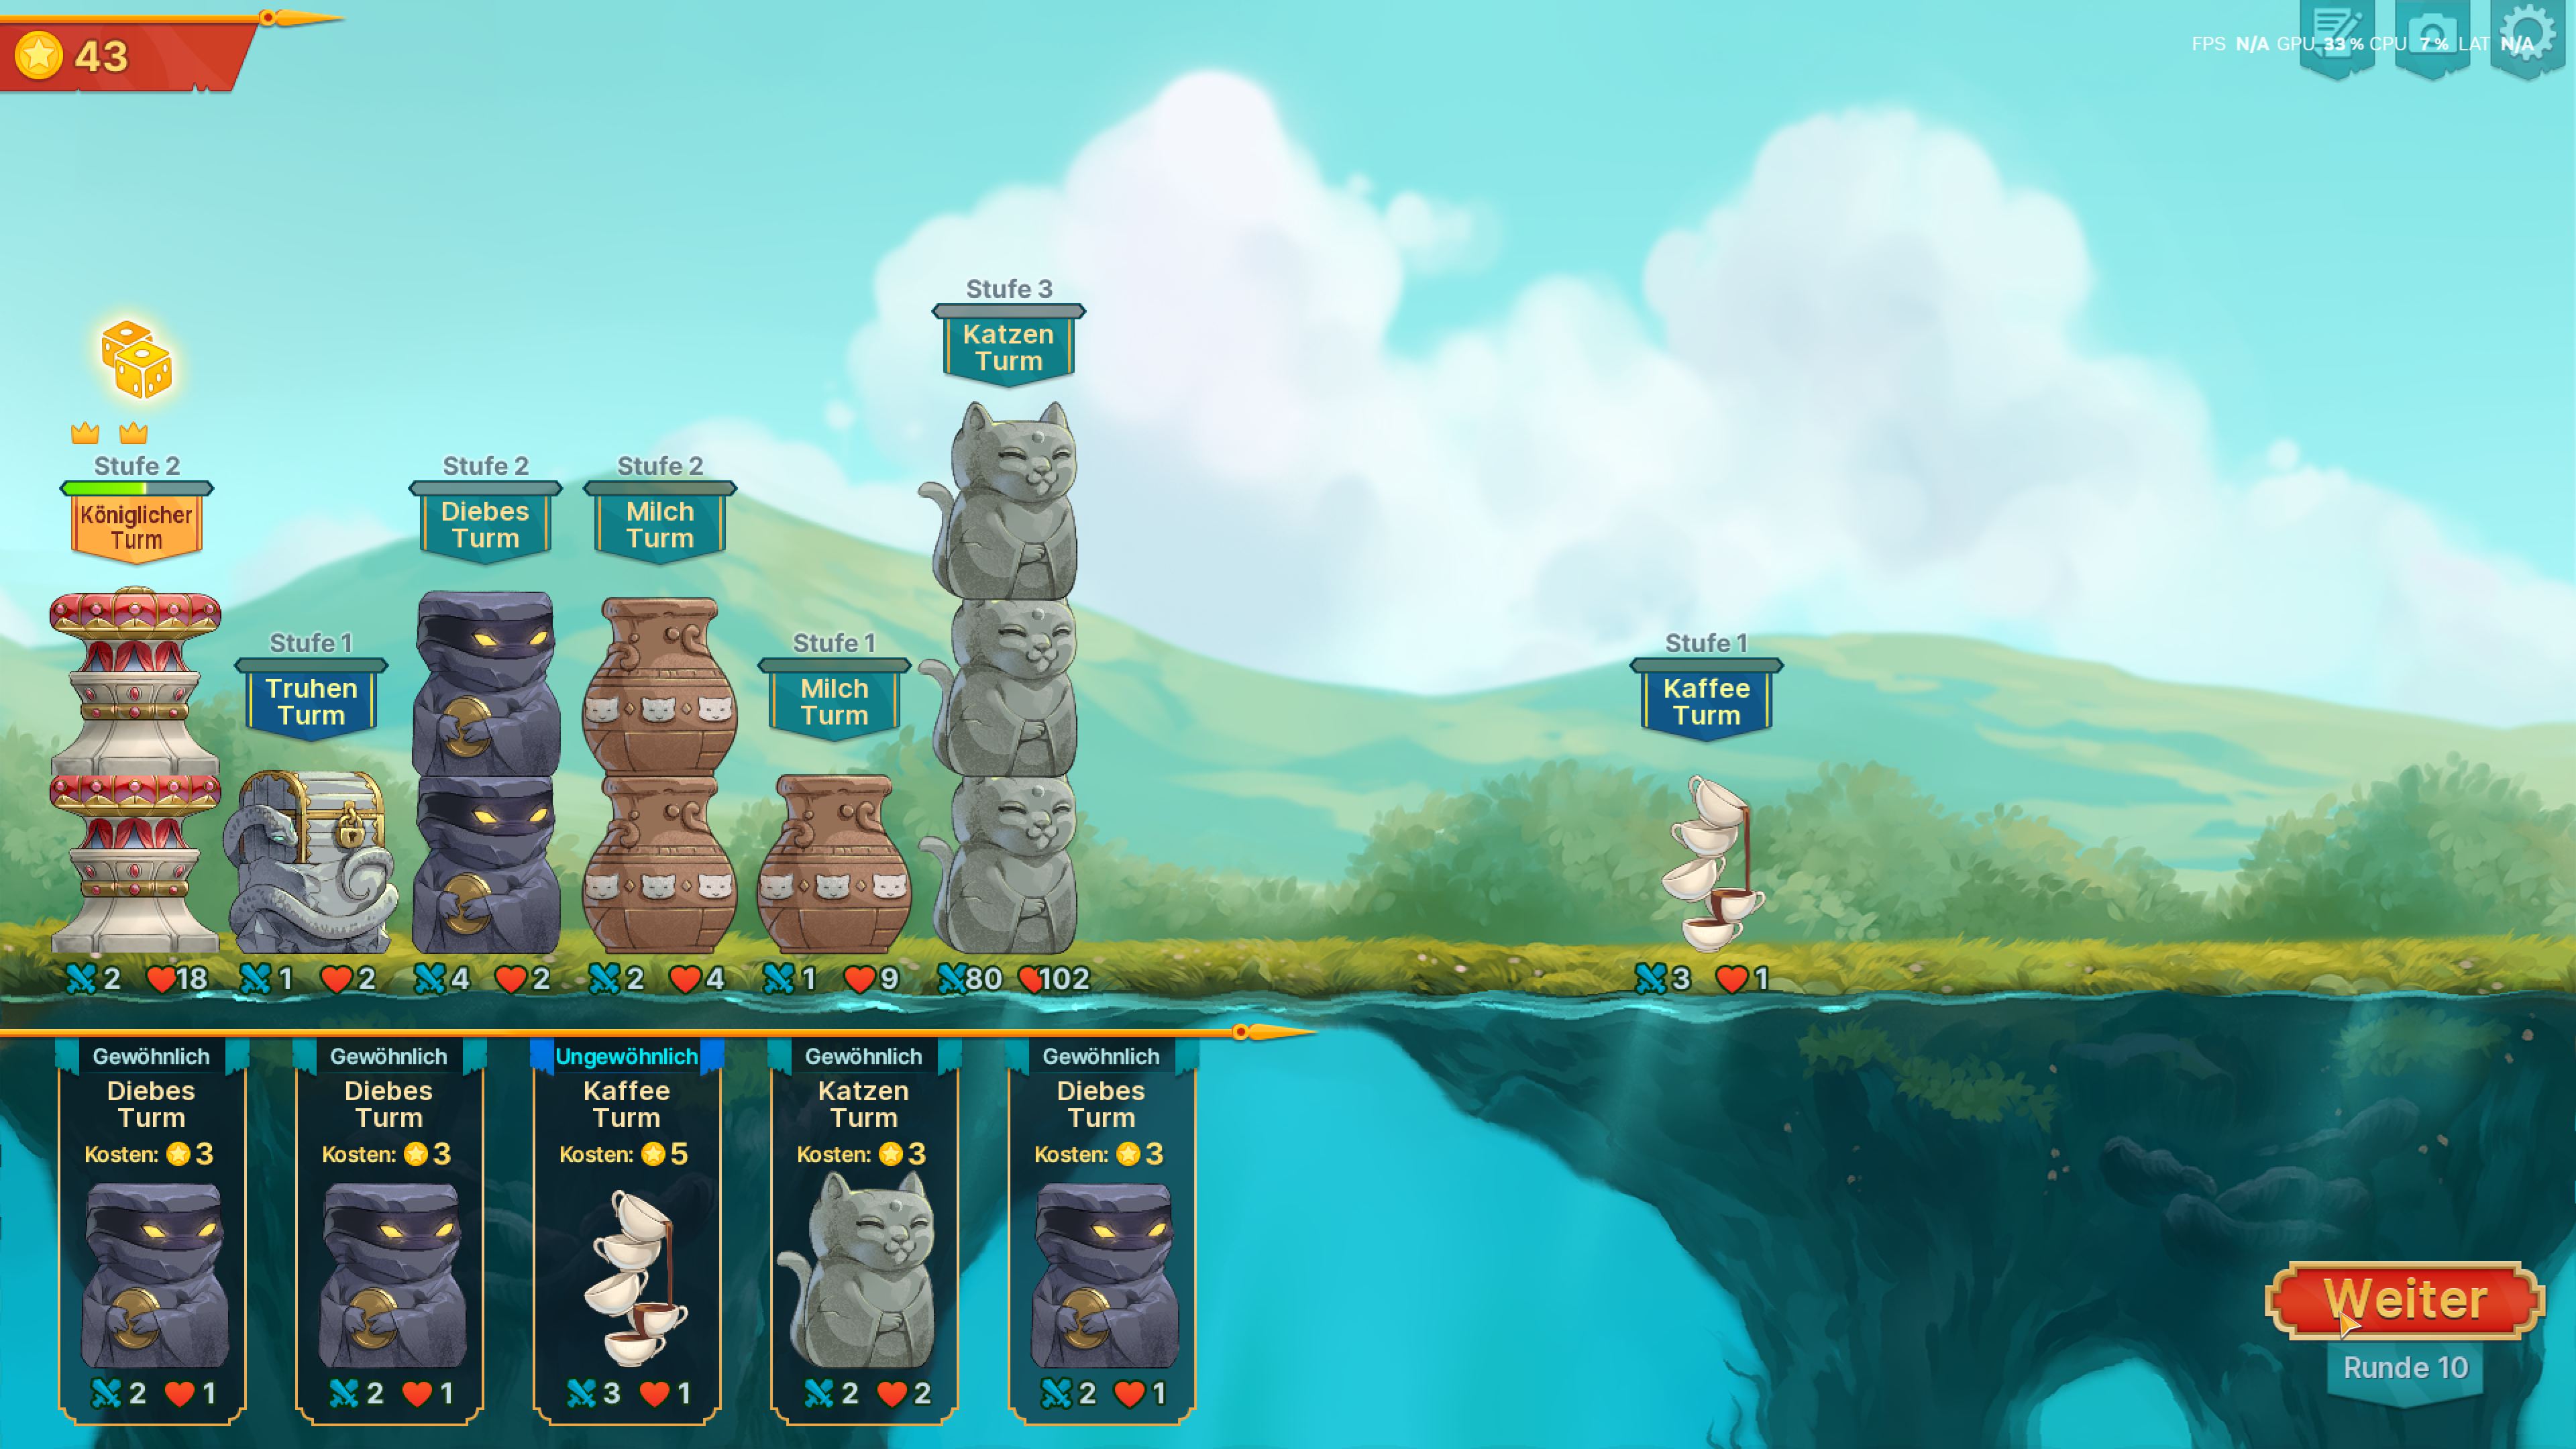 43
FPS N/A GPU 33 % CPU 7 % LAT N/A
Stufe 3
Katzen
Turm
Stufe 2
Königlicher
Turm
Stufe 2
Diebes
Turm
Stufe 2
Milch
Turm
Stufe 1
Truhen
Turm
Stufe 1
Milch
Turm
Stufe 1
Kaffee
Turm
2 18 1 2 4 2 2 4 1 9 80 102 3 1
Gewöhnlich
Diebes
Turm
Kosten: 3
2 1
Gewöhnlich
Diebes
Turm
Kosten: 3
2 1
Ungewöhnlich
Kaffee
Turm
Kosten: 5
3 1
Gewöhnlich
Katzen
Turm
Kosten: 3
2 2
Gewöhnlich
Diebes
Turm
Kosten: 3
2 1
Weiter
Runde 10